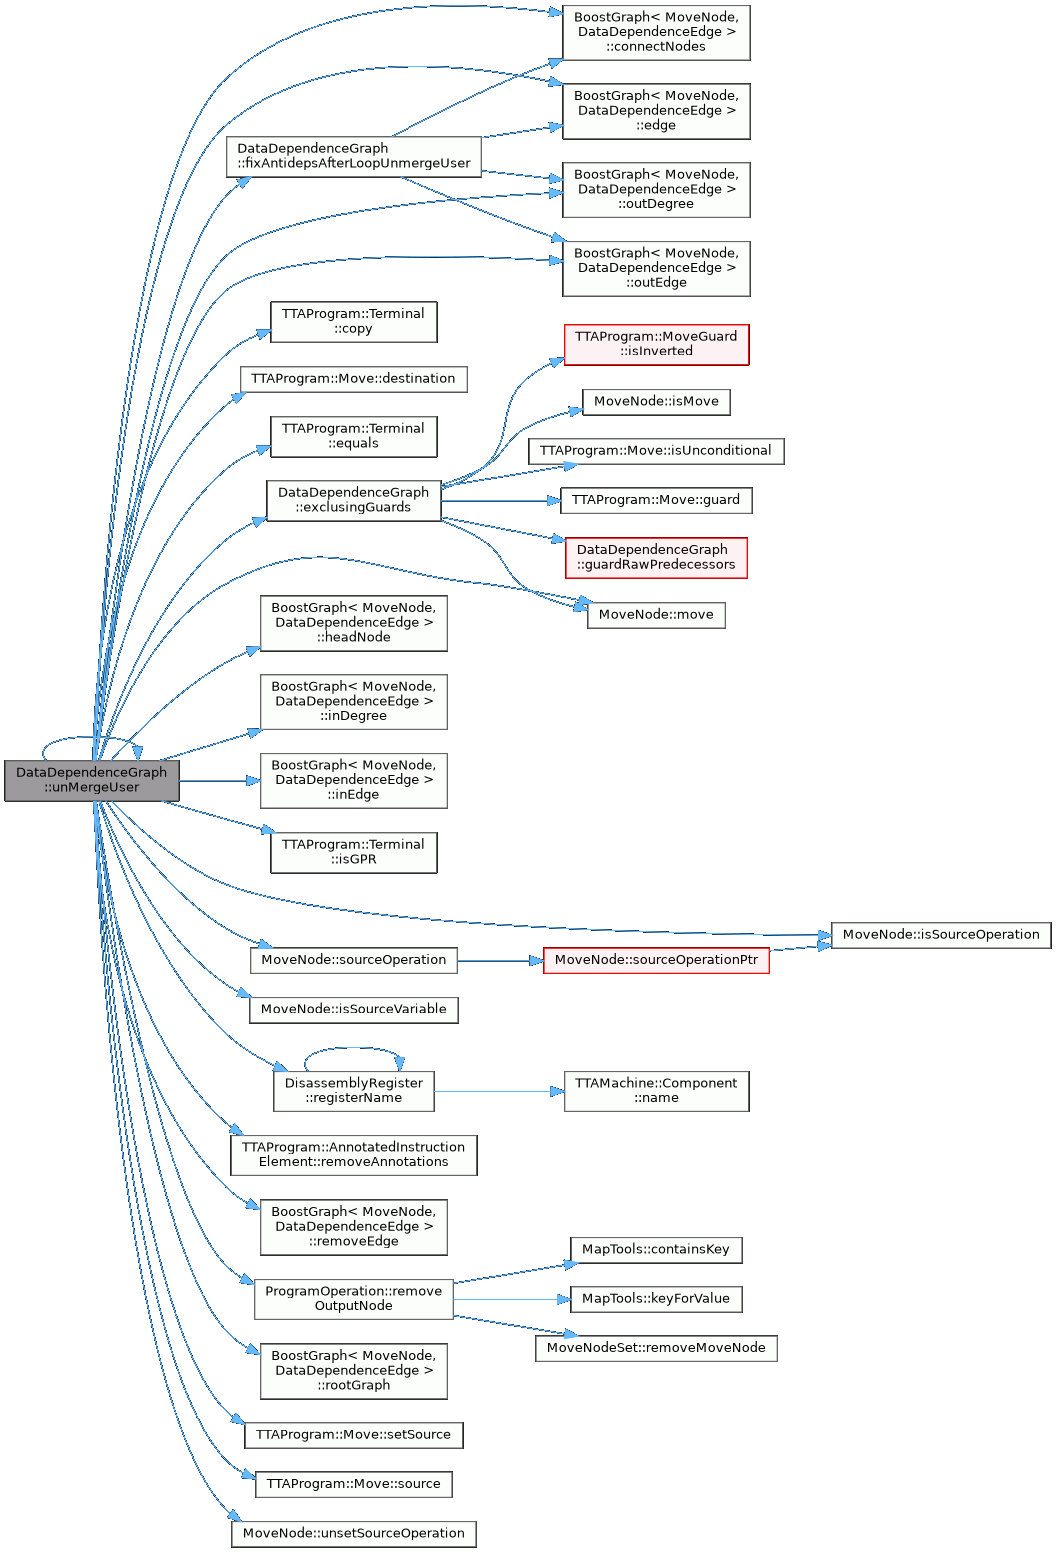 BoostGraph< MoveNode,
DataDependenceEdge >
::connectNodes
BoostGraph< MoveNode,
DataDependenceEdge >
::edge
DataDependenceGraph
::fixAntidepsAfterLoopUnmergeUser
BoostGraph< MoveNode,
DataDependenceEdge >
::outDegree
BoostGraph< MoveNode,
DataDependenceEdge >
::outEdge
TTAProgram::Terminal
::copy
TTAProgram::MoveGuard
::isInverted
TTAProgram::Move::destination
MoveNode::isMove
TTAProgram::Terminal
::equals
TTAProgram::Move::isUnconditional
DataDependenceGraph
::exclusingGuards
TTAProgram::Move::guard
DataDependenceGraph
::guardRawPredecessors
MoveNode::move
BoostGraph< MoveNode,
DataDependenceEdge >
::headNode
BoostGraph< MoveNode,
DataDependenceEdge >
::inDegree
DataDependenceGraph
::unMergeUser
BoostGraph< MoveNode,
DataDependenceEdge >
::inEdge
TTAProgram::Terminal
::isGPR
MoveNode::isSourceOperation
MoveNode::sourceOperation
MoveNode::sourceOperationPtr
MoveNode::isSourceVariable
DisassemblyRegister
::registerName
TTAMachine::Component
::name
TTAProgram::AnnotatedInstruction
Element::removeAnnotations
BoostGraph< MoveNode,
DataDependenceEdge >
::removeEdge
MapTools::containsKey
ProgramOperation::remove
OutputNode
MapTools::keyForValue
MoveNodeSet::removeMoveNode
BoostGraph< MoveNode,
DataDependenceEdge >
::rootGraph
TTAProgram::Move::setSource
TTAProgram::Move::source
MoveNode::unsetSourceOperation